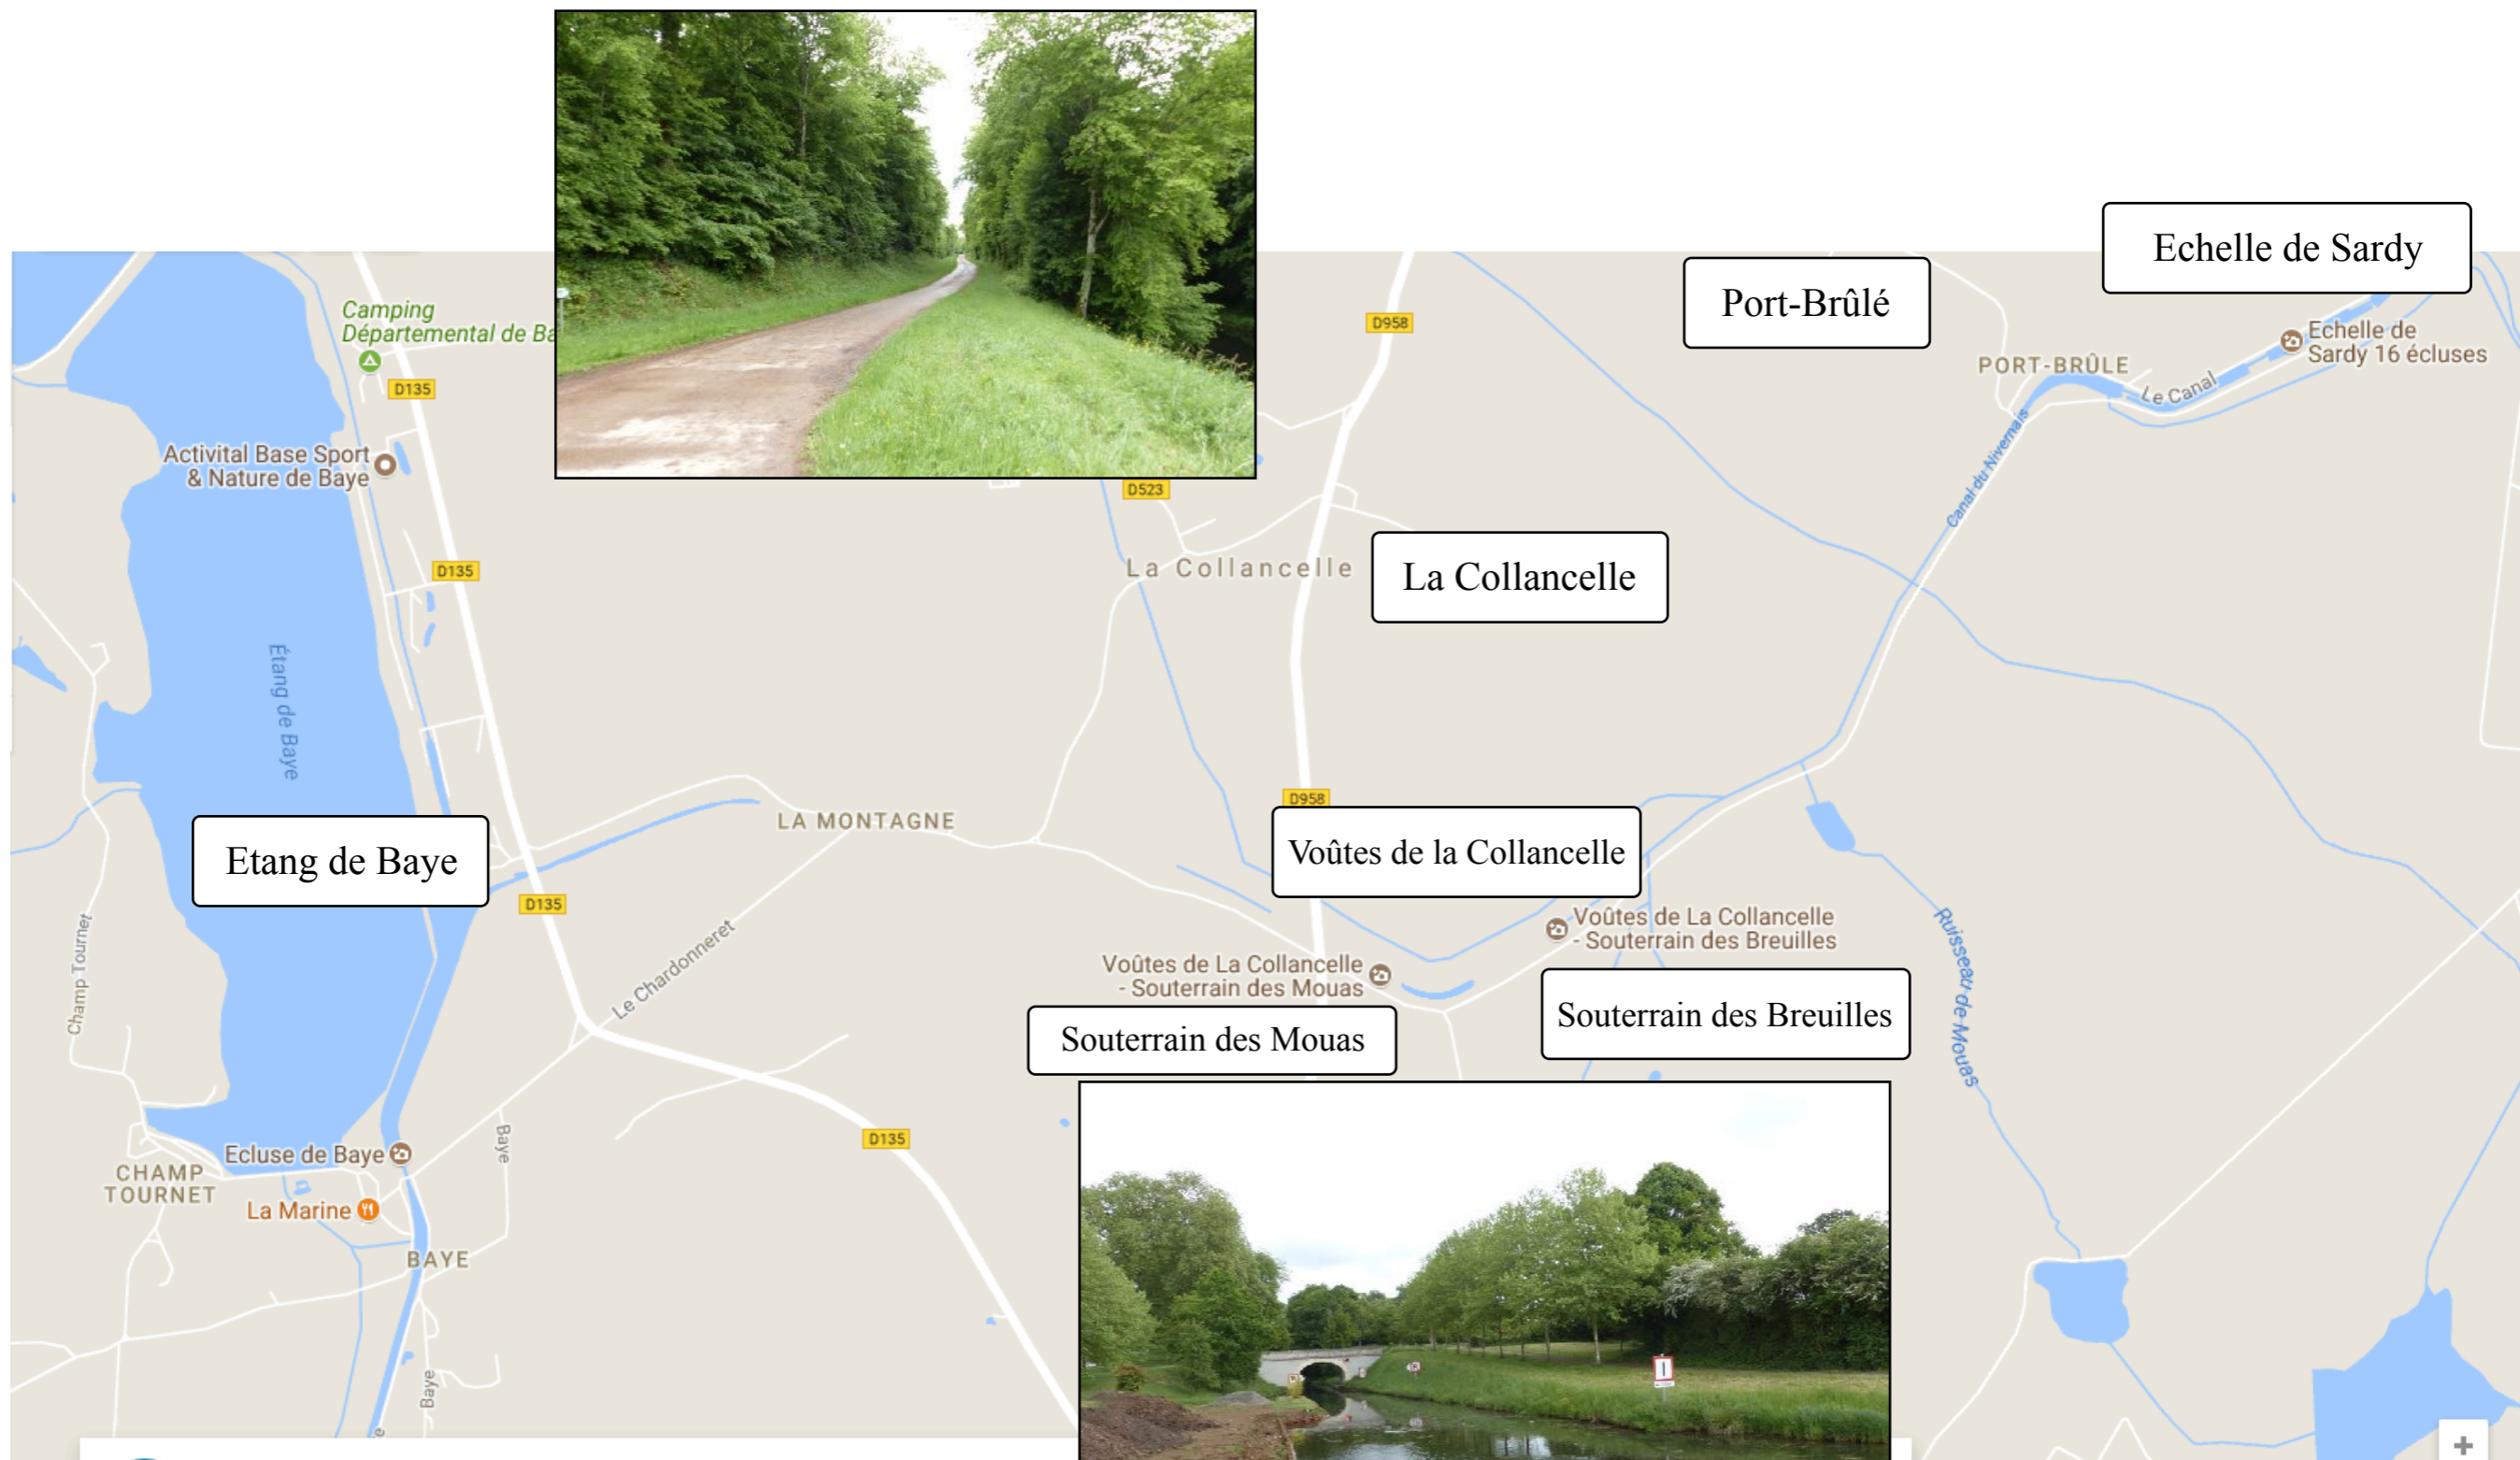 Echelle de Sardy
Port-Brûlé
Camping
Départemental de Ba
D958
Echelle de
Sardy 16 écluses
PORT-BRÛLE
D135
Le Canal
Activital Base Sport
& Nature de Baye
Canal du Nivernais
D523
D135
La Collancelle
La Collancelle
Étang de Baye
D958
LA MONTAGNE
Etang de Baye
Voûtes de la Collancelle
D135
Champ Tournet
Le Chardonneret
Voûtes de La Collancelle
- Souterrain des Breuilles
Ruisseau de Mouas
Voûtes de La Collancelle
- Souterrain des Mouas
Souterrain des Breuilles
Souterrain des Mouas
D135
Baye
Ecluse de Baye
CHAMP
TOURNET
La Marine
BAYE
Baye
e
+